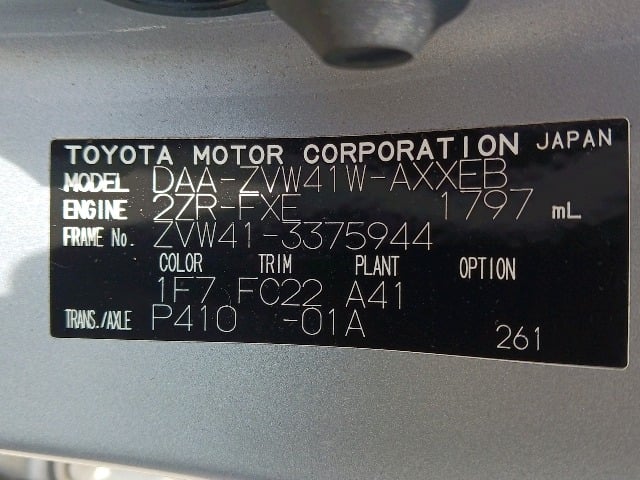 TOYOTA MOTOR CORPORATION JAPAN
MODEL DAA-ZVW41W-AXXEB
ENGINE 2ZR-FXE 1797 mL
FRAME No. ZVW41-3375944
COLOR TRIM PLANT OPTION
1F7 FC22 A41
TRANS./AXLE P410 -01A
261